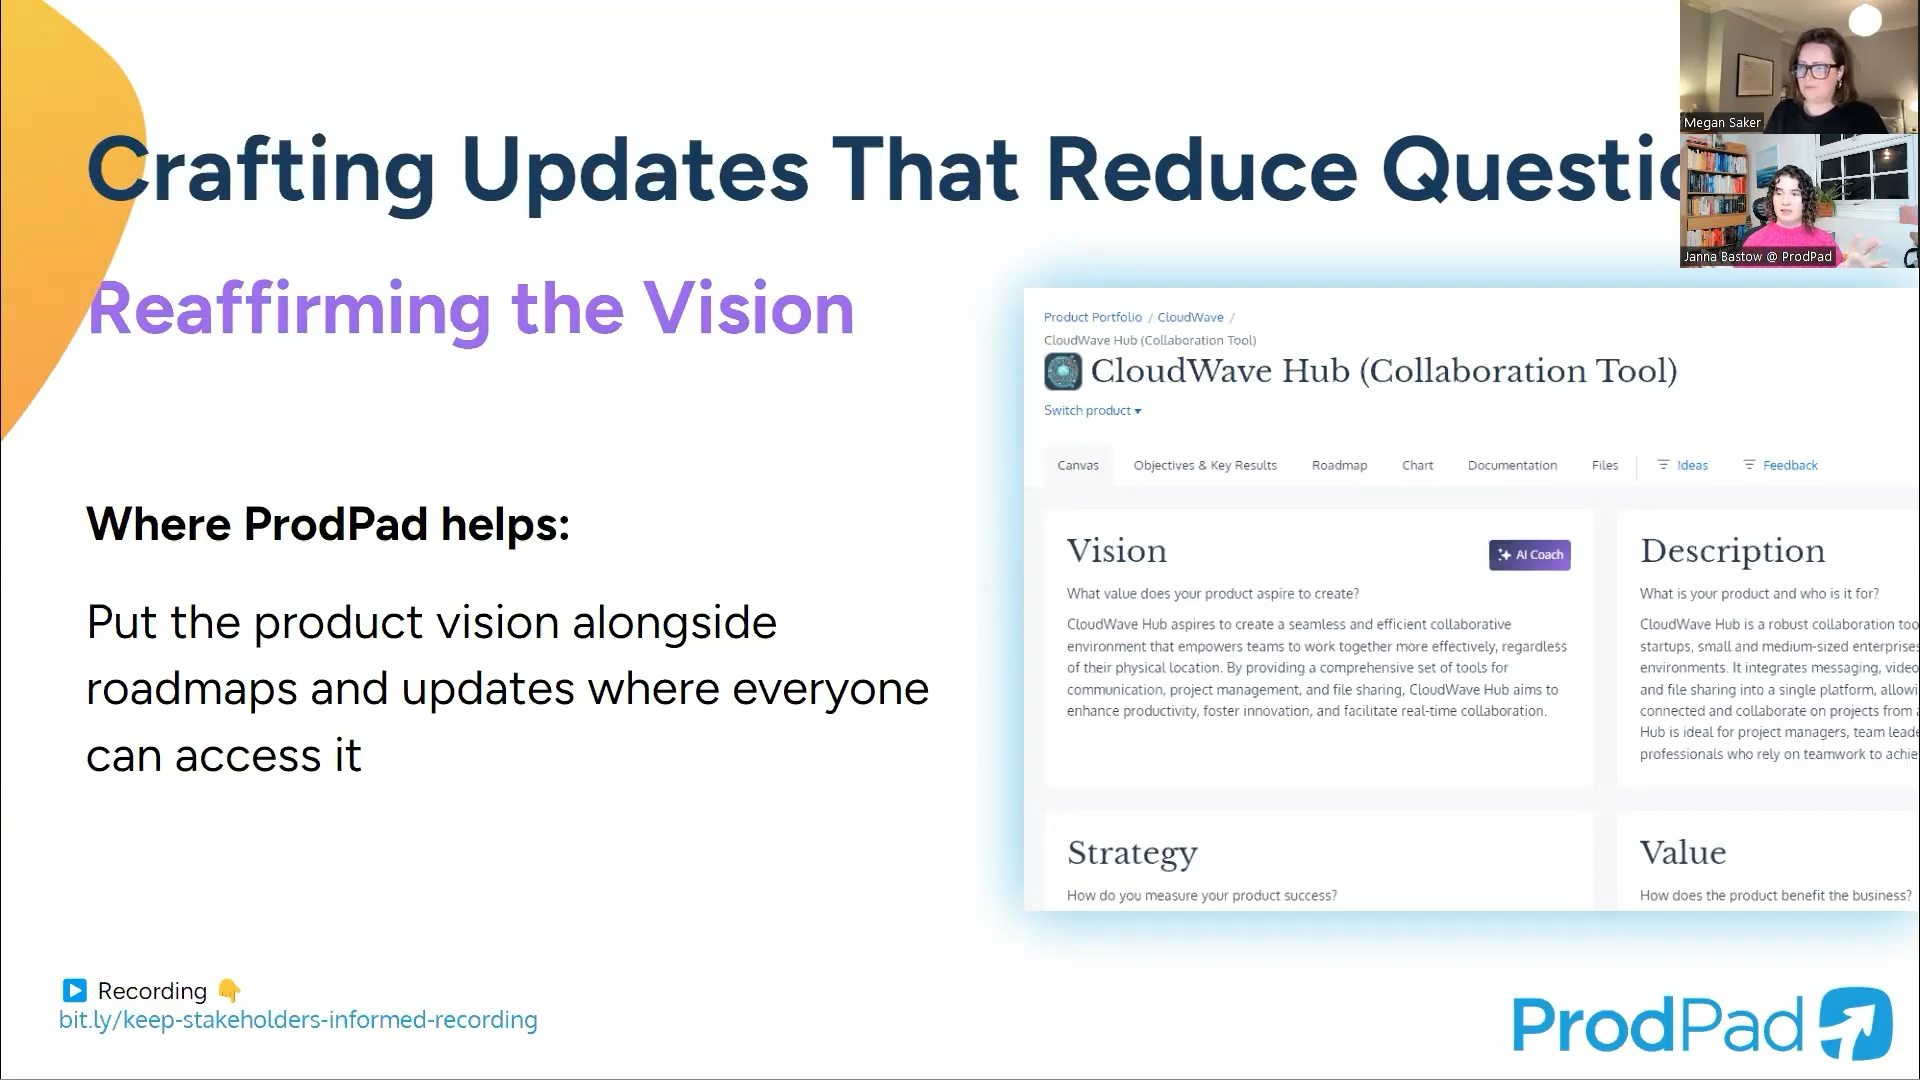 Crafting Updates That Reduce
Megan Saker
Janna Bastow @ ProdPad
Reaffirming the Vision
Where ProdPad helps:
Put the product vision alongside
roadmaps and updates where everyone
can access it
Product Portfolio / CloudWave /
CloudWave Hub (Collaboration Tool)
CloudWave Hub (Collaboration Tool)
Switch product
Canvas Objectives & Key Results Roadmap Chart Documentation Files Ideas Feedback
Vision
AI Coach
What value does your product aspire to create?
CloudWave Hub aspires to create a seamless and efficient collaborative
environment that empowers teams to work together more effectively, regardless
of their physical location. By providing a comprehensive set of tools for
communication, project management, and file sharing, CloudWave Hub aims to
enhance productivity, foster innovation, and facilitate real-time collaboration.
Description
What is your product and who is it for?
CloudWave Hub is a robust collaboration
startups, small and medium-sized enterprises
environments. It integrates messaging, video
and file sharing into a single platform,
connected and collaborate on projects from
Hub is ideal for project managers, team
professionals who rely on teamwork to
Strategy
How do you measure your product success?
Value
How does the product benefit the business?
Recording
bit.ly/keep-stakeholders-informed-recording
ProdPad